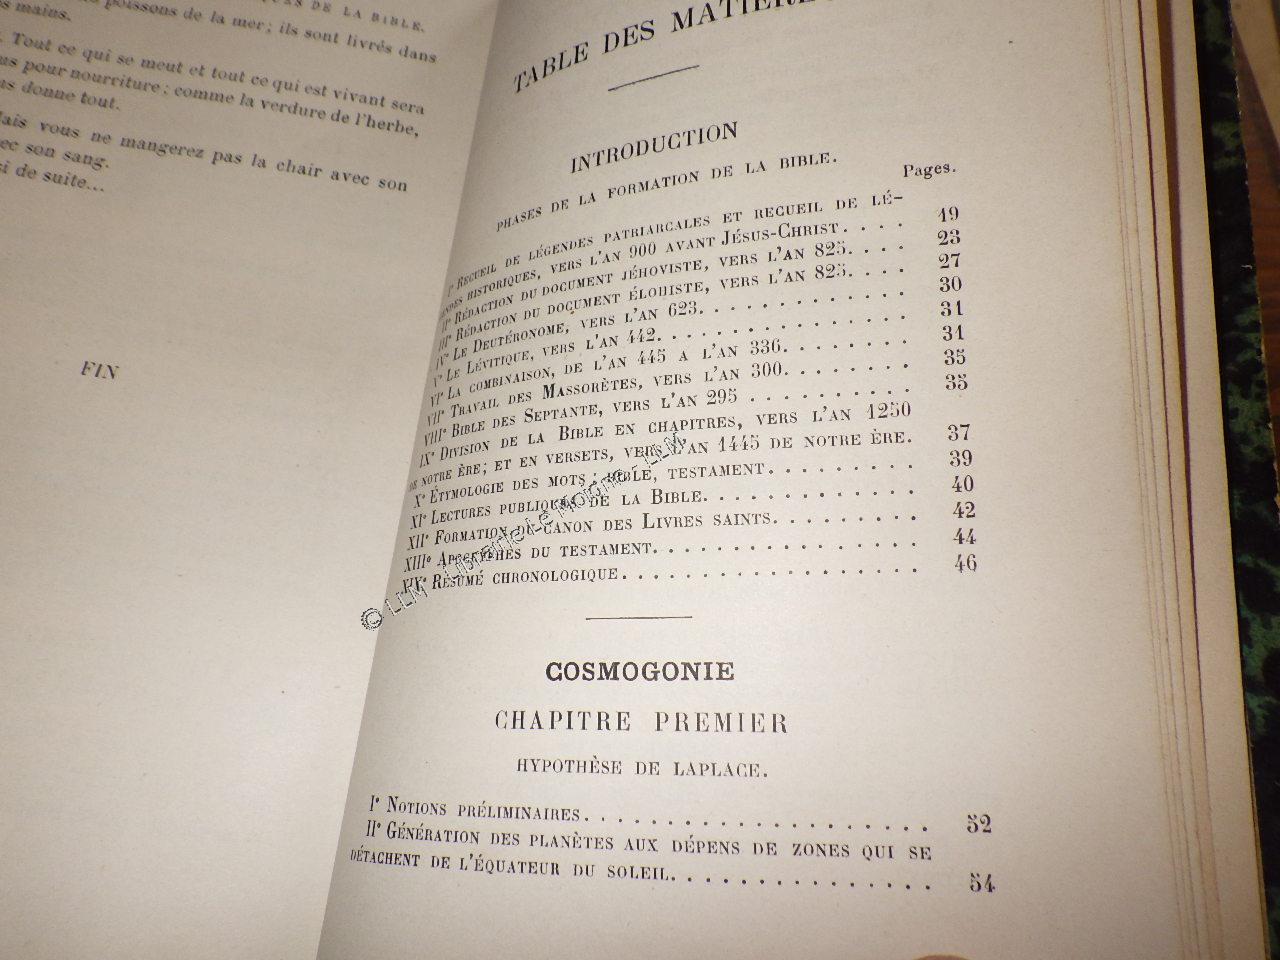 DE LA BIBLE.
poissons de la mer; ils sont livrés dans
mains.
Tout ce qui se meut et tout ce qui est vivant sera
pour nourriture; comme la verdure de l'herbe,
donne tout.
Mais vous ne mangerez pas la chair avec son
avec son sang.
de suite...
FIN
TABLE DES MATIÈRES
INTRODUCTION
PHASES DE LA FORMATION DE LA BIBLE.
Pages.
Iº RECUEIL DE LÉGENDES PATRIARCALES ET RECUEIL DE LÉ-
GENDES HISTORIQUES, VERS L'AN 900 AVANT JÉSUS-CHRIST. . . . 19
IIº RÉDACTION DU DOCUMENT JÉHOVISTE, VERS L'AN 825. . . . 23
IIIº RÉDACTION DU DOCUMENT ÉLOHISTE, VERS L'AN 825. . . . 27
IVº LE DEUTÉRONOME, VERS L'AN 623. . . . . . . . . . . 30
Vº LE LÉVITIQUE, VERS L'AN 442. . . . . . . . . . . . . 31
VIº LA COMBINAISON, DE L'AN 445 A L'AN 336. . . . . . . 31
VIIº TRAVAIL DES MASSORÈTES, VERS L'AN 300. . . . . . . 35
VIIIº BIBLE DES SEPTANTE, VERS L'AN 295 . . . . . . . . . 35
IXº DIVISION DE LA BIBLE EN CHAPITRES, VERS L'AN 1250
DE NOTRE ÈRE; ET EN VERSETS, VERS L'AN 1445 DE NOTRE ÈRE. 37
Xº ÉTYMOLOGIE DES MOTS: BIBLE, TESTAMENT. . . . . . . . 39
XIº LECTURES PUBLIQUES DE LA BIBLE. . . . . . . . . . . 40
XIIº FORMATION DU CANON DES LIVRES SAINTS. . . . . . . . 42
XIIIº APOCRYPHES DU TESTAMENT. . . . . . . . . . . . . . 44
XIXº RÉSUMÉ CHRONOLOGIQUE. . . . . . . . . . . . . . . . 46
© LLM - Librairie Le Moigne - LLM
COSMOGONIE
CHAPITRE PREMIER
HYPOTHÈSE DE LAPLACE.
Iº NOTIONS PRÉLIMINAIRES. . . . . . . . . . . . . . . . . 52
IIº GÉNÉRATION DES PLANÈTES AUX DÉPENS DE ZONES QUI SE
DÉTACHENT DE L'ÉQUATEUR DU SOLEIL. . . . . . . . . . . . 54